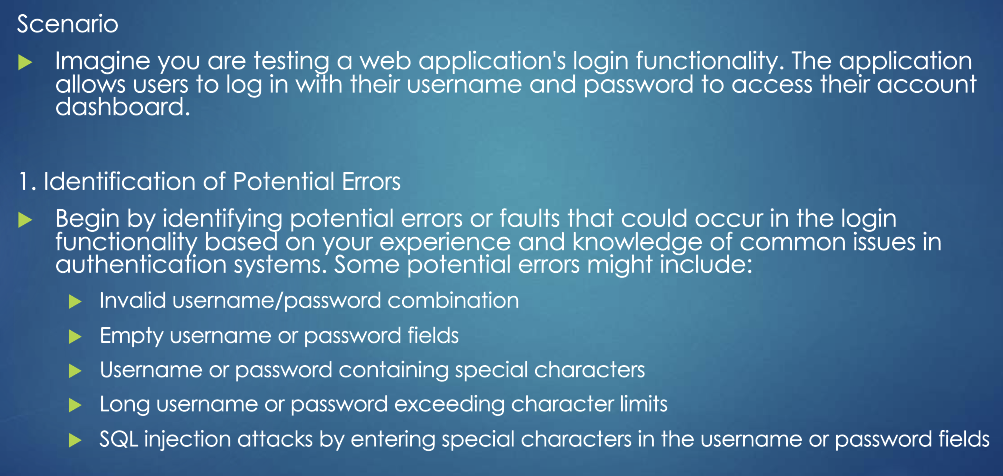 Scenario
Imagine you are testing a web application's login functionality. The application
allows users to log in with their username and password to access their account
dashboard.
1. Identification of Potential Errors
Begin by identifying potential errors or faults that could occur in the login
functionality based on your experience and knowledge of common issues in
authentication systems. Some potential errors might include:
Invalid username/password combination
Empty username or password fields
Username or password containing special characters
Long username or password exceeding character limits
SQL injection attacks by entering special characters in the username or password fields